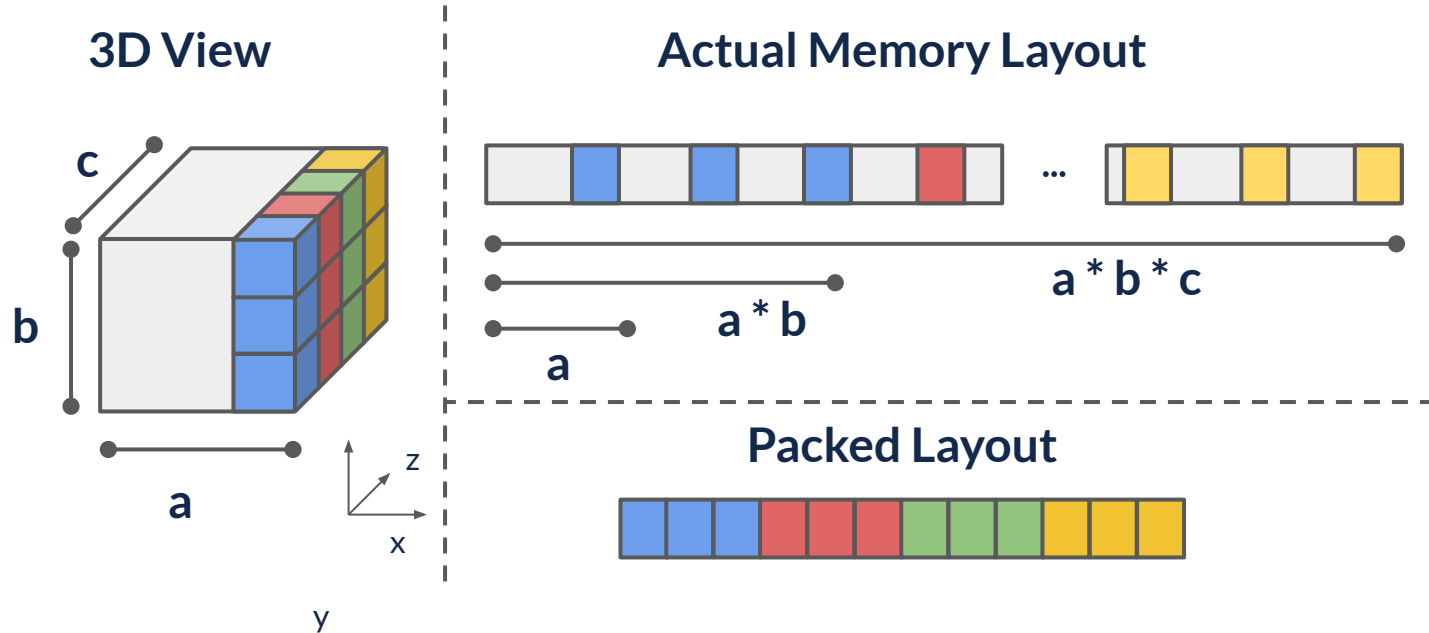 3D View
c
b
a
z
x
y
Actual Memory Layout
...
a * b * c
a * b
a
Packed Layout